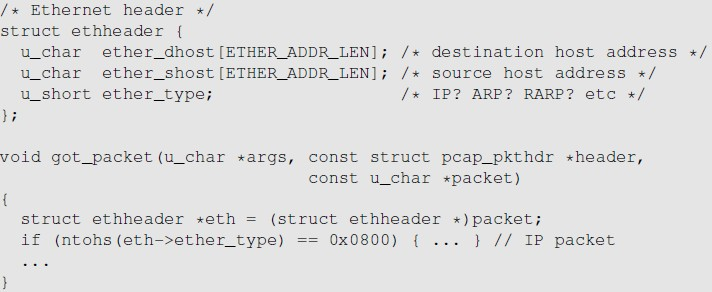 /* Ethernet header */
struct ethheader {
  u_char  ether_dhost[ETHER_ADDR_LEN]; /* destination host address */
  u_char  ether_shost[ETHER_ADDR_LEN]; /* source host address */
  u_short ether_type;                  /* IP? ARP? RARP? etc */
};

void got_packet(u_char *args, const struct pcap_pkthdr *header,
                              const u_char *packet)
{
  struct ethheader *eth = (struct ethheader *)packet;
  if (ntohs(eth->ether_type) == 0x0800) { ... } // IP packet
  ...
}